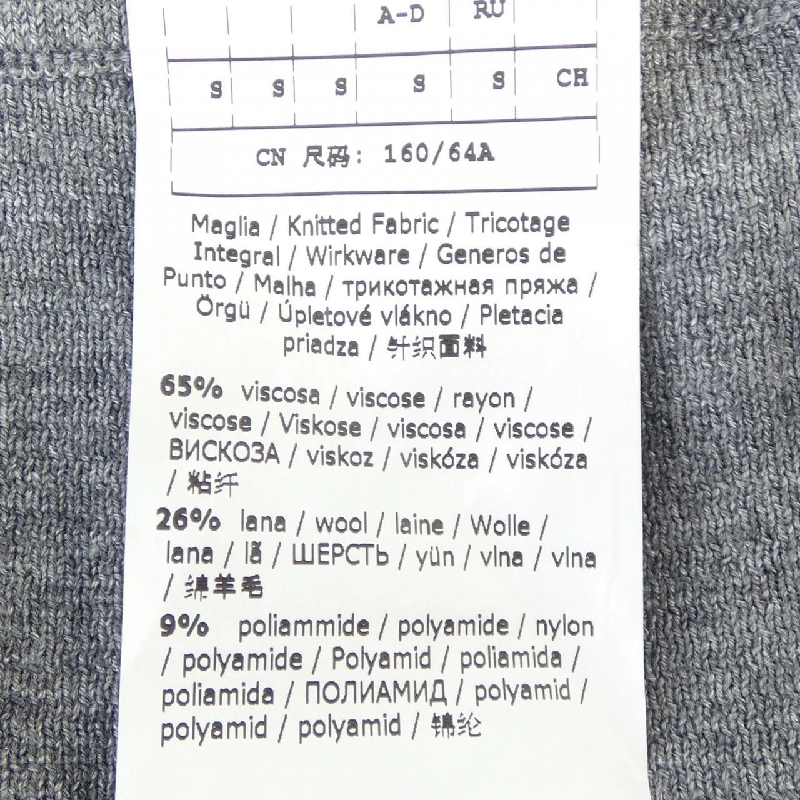 A-D RU
S S S S S CH
CN 尺码: 160/64A
Maglia / Knitted Fabric / Tricotage
Integral / Wirkware / Generos de
Punto / Malha / трикотажная пряжа /
Örgü / Úpletové vlákno / Pletacia
priadza / 针织面料
65% viscosa / viscose / rayon /
viscose / Viskose / viscosa / viscose /
ВИСКОЗА / viskoz / viskóza / viskóza
/ 粘纤
26% lana / wool / laine / Wolle /
lana / lã / ШЕРСТЬ / yün / vlna / vlna
/ 绵羊毛
9% poliammide / polyamide / nylon
/ polyamide / Polyamid / poliamida /
poliamida / ПОЛИАМИД / polyamid /
polyamid / polyamid / 锦纶